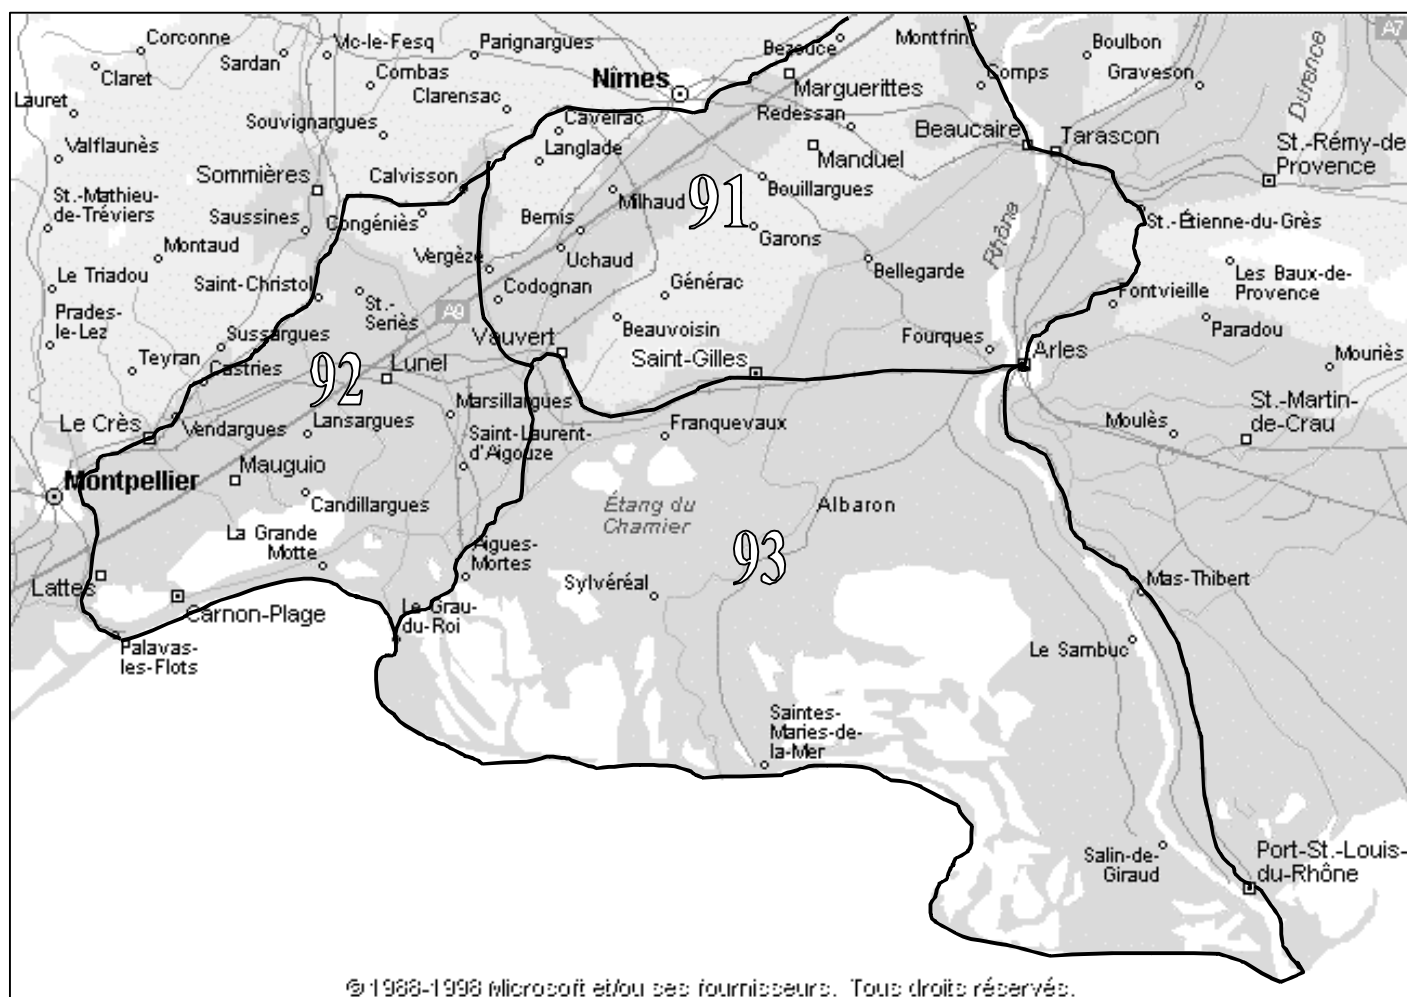 Corconne
Vic-le-Fesq
Parignargues
Bezouce
Montfrin
Boulbon
A7
Claret
Sardan
Combas
Clarensac
Nîmes
Marguerittes
Comps
Graveson
Durence
Lauret
Souvignargues
Caveirac
Redessan
Beaucaire
Tarascon
Valflaunès
Sommières
Calvisson
Langlade
Manduel
St.-Rémy-de-
Provence
St.-Mathieu-
de-Tréviers
Saussines
Congéniès
Bernis
Milhaud
91
Bouillargues
Garons
Rhône
St.-Étienne-du-Grès
Montaud
Vergèze
Uchaud
Bellegarde
Les Baux-de-
Provence
Le Triadou
Saint-Christol
St.-
Seriès
A9
Codognan
Générac
Fontvieille
Prades-
le-Lez
Sussargues
Vauvert
Beauvoisin
Fourques
Paradou
Teyran
Castries
92
Lunel
Saint-Gilles
Arles
Mouriès
Le Crès
Vendargues
Lansargues
Marsillargues
Franquevaux
Moulès
St.-Martin-
de-Crau
Saint-Laurent-
d'Aigouze
Montpellier
Mauguio
Candillargues
Étang du
Charnier
Albaron
La Grande
Motte
Aigues-
Mortes
93
Lattes
Carnon-Plage
Le Grau-
du-Roi
Sylvéréal
Mas-Thibert
Palavas-
les-Flots
Le Sambuc
Saintes-
Maries-de-
la-Mer
Salin-de-
Giraud
Port-St.-Louis-
du-Rhône
© 1988-1998 Microsoft et/ou ses fournisseurs. Tous droits réservés.